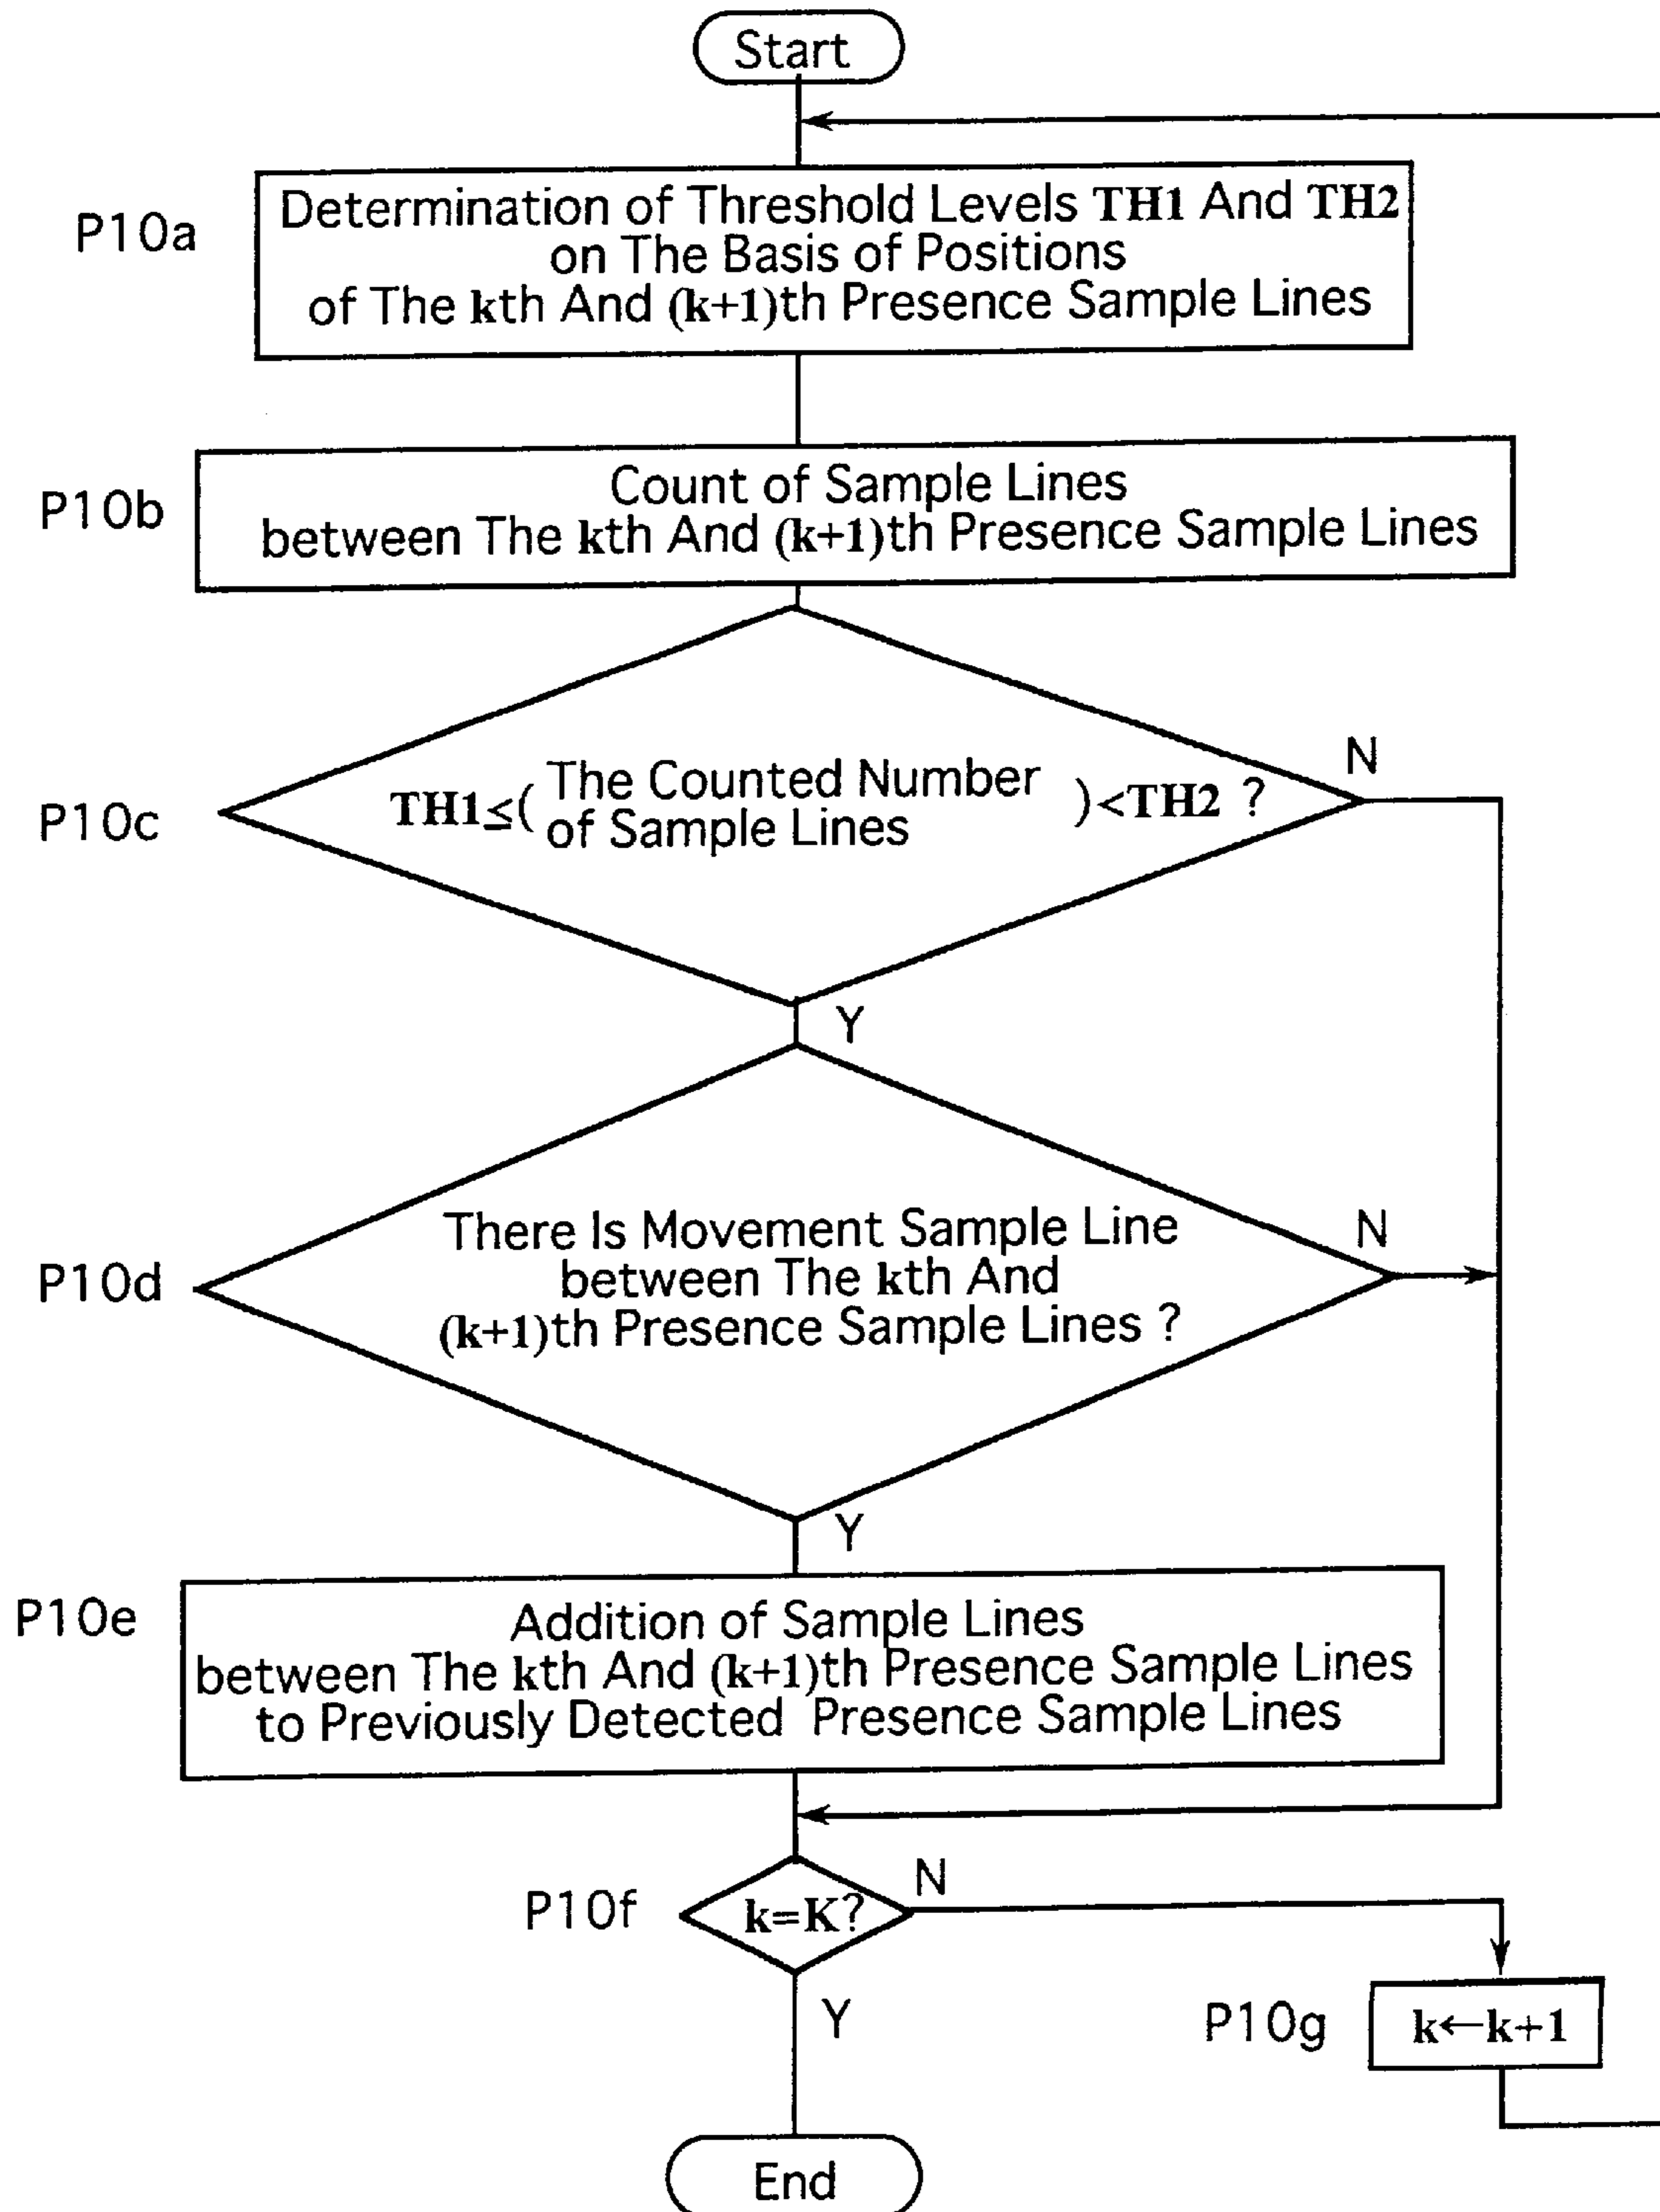 Start
P10a
Determination of Threshold Levels TH1 And TH2
on The Basis of Positions
of The kth And (k+1)th Presence Sample Lines
P10b
Count of Sample Lines
between The kth And (k+1)th Presence Sample Lines
P10c
TH1≤( The Counted Number
of Sample Lines )<TH2 ?
N
Y
P10d
There Is Movement Sample Line
between The kth And
(k+1)th Presence Sample Lines ?
N
Y
P10e
Addition of Sample Lines
between The kth And (k+1)th Presence Sample Lines
to Previously Detected Presence Sample Lines
P10f
k=K?
N
Y
P10g
k←k+1
End